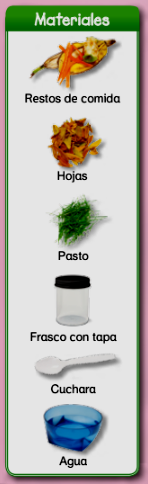 Materiales
Restos de comida
Hojas
Pasto
Frasco con tapa
Cuchara
Agua